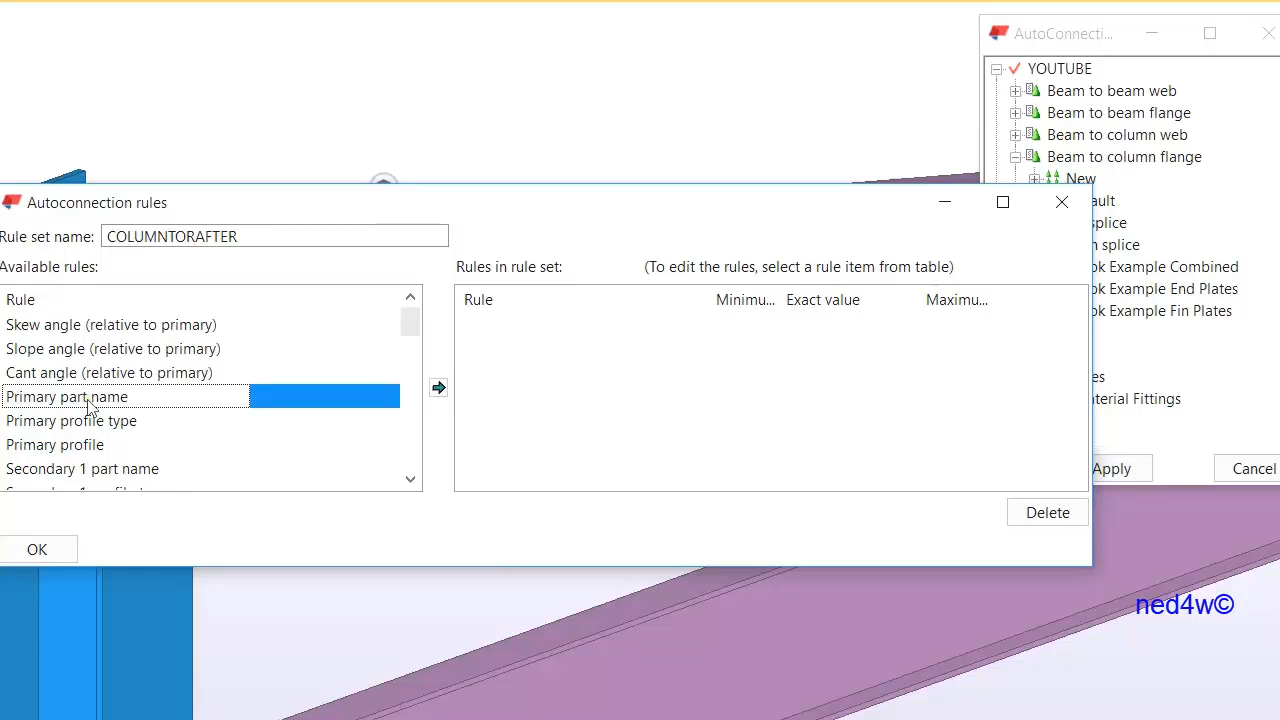 AutoConnecti...
YOUTUBE
Beam to beam web
Beam to beam flange
Beam to column web
Beam to column flange
New
Autoconnection rules
ault
Rule set name: COLUMNTORAFTER
splice
n splice
Available rules:
Rules in rule set:
(To edit the rules, select a rule item from table)
ok Example Combined
ok Example End Plates
ok Example Fin Plates
Rule
Rule Minimu... Exact value Maximu...
Skew angle (relative to primary)
Slope angle (relative to primary)
Cant angle (relative to primary)
es
Primary part name
terial Fittings
Primary profile type
Primary profile
Secondary 1 part name
Apply
Cancel
Delete
OK
ned4w©